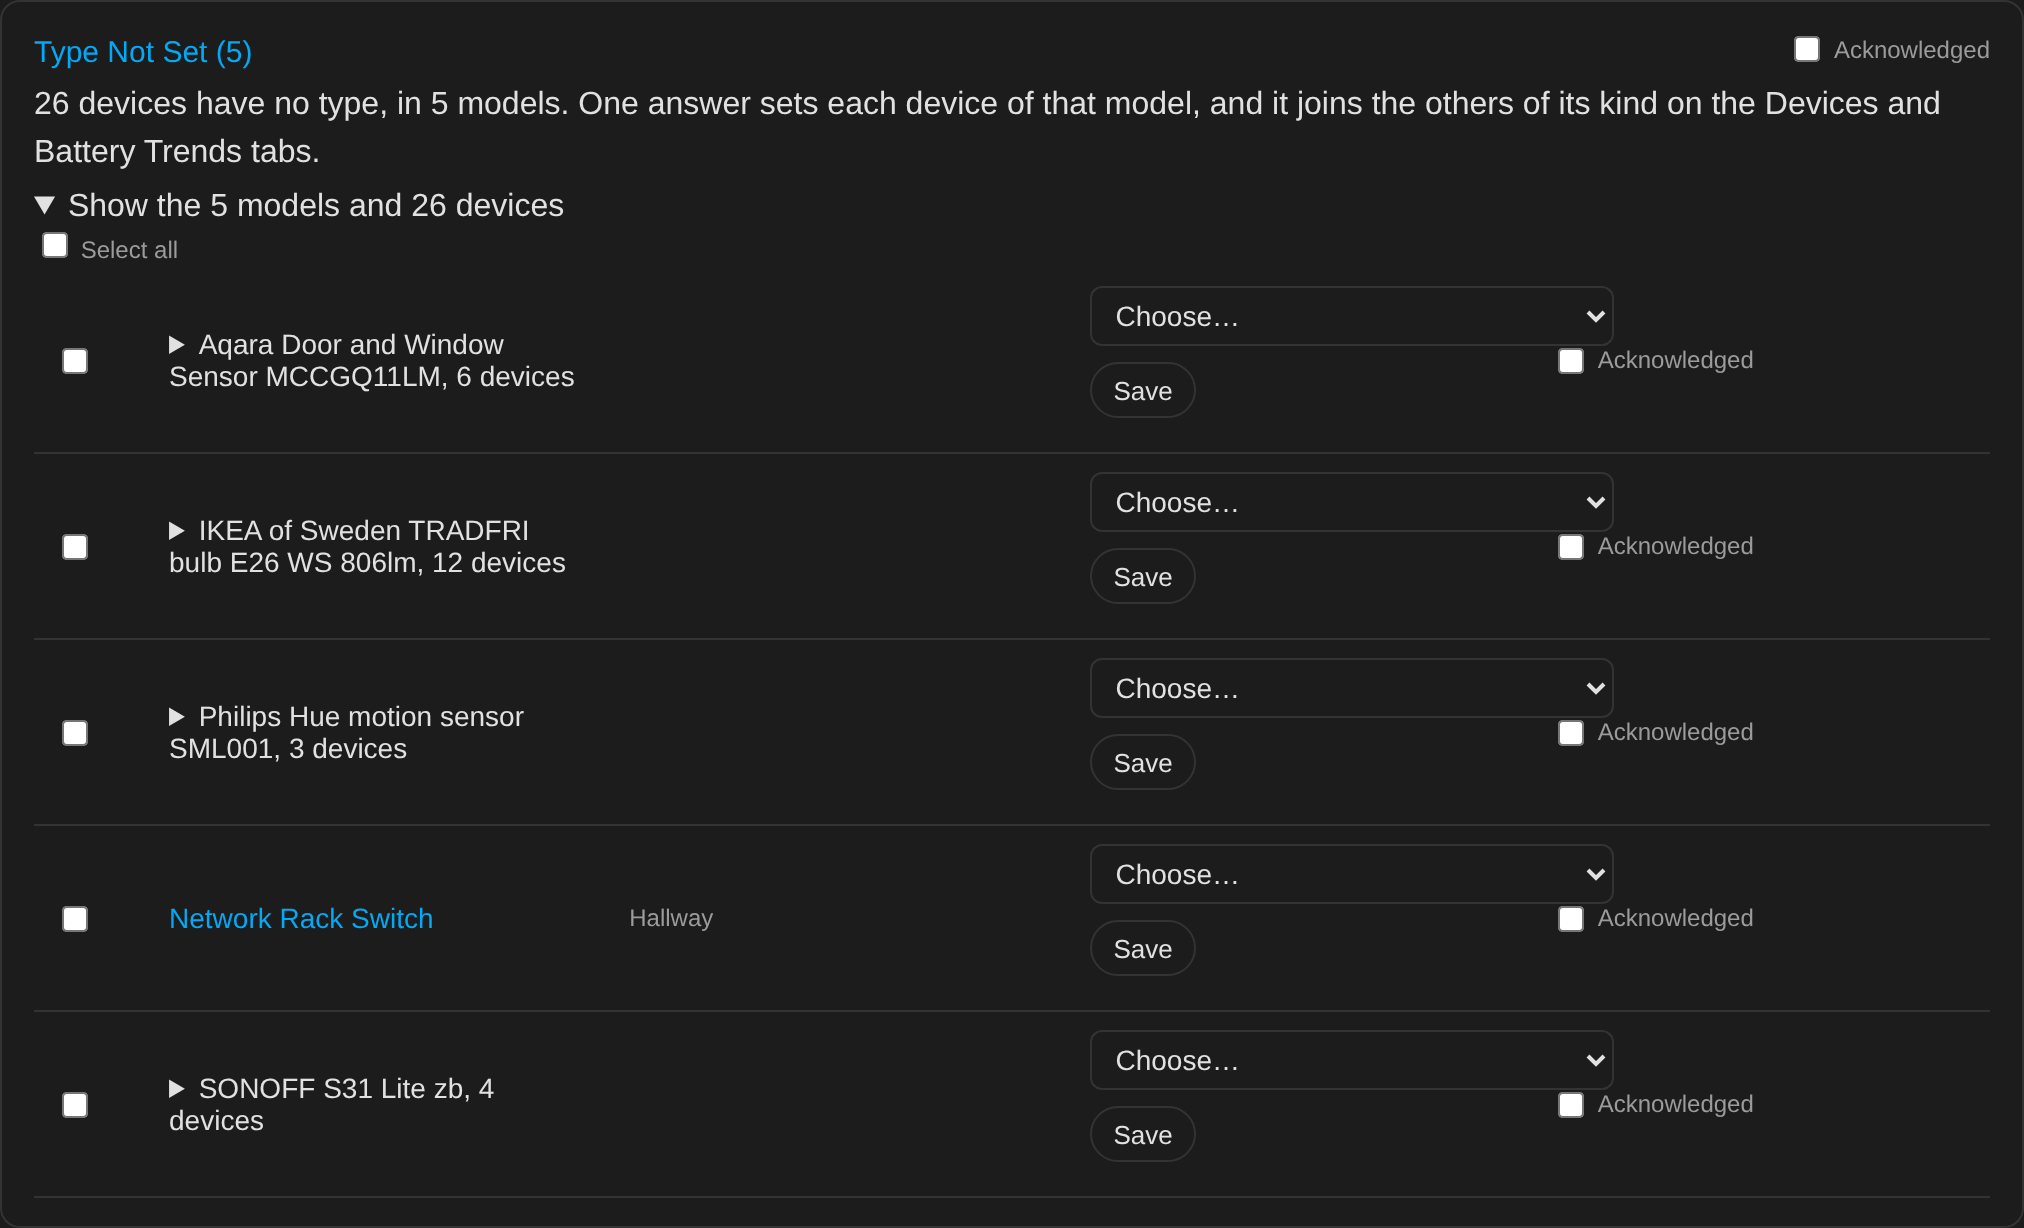 Type Not Set (5)
Acknowledged
26 devices have no type, in 5 models. One answer sets each device of that model, and it joins the others of its kind on the Devices and
Battery Trends tabs.
Show the 5 models and 26 devices
Select all
Aqara Door and Window
Sensor MCCGQ11LM, 6 devices
Choose…
Save
Acknowledged
IKEA of Sweden TRADFRI
bulb E26 WS 806lm, 12 devices
Choose…
Save
Acknowledged
Philips Hue motion sensor
SML001, 3 devices
Choose…
Save
Acknowledged
Network Rack Switch
Hallway
Choose…
Save
Acknowledged
SONOFF S31 Lite zb, 4
devices
Choose…
Save
Acknowledged